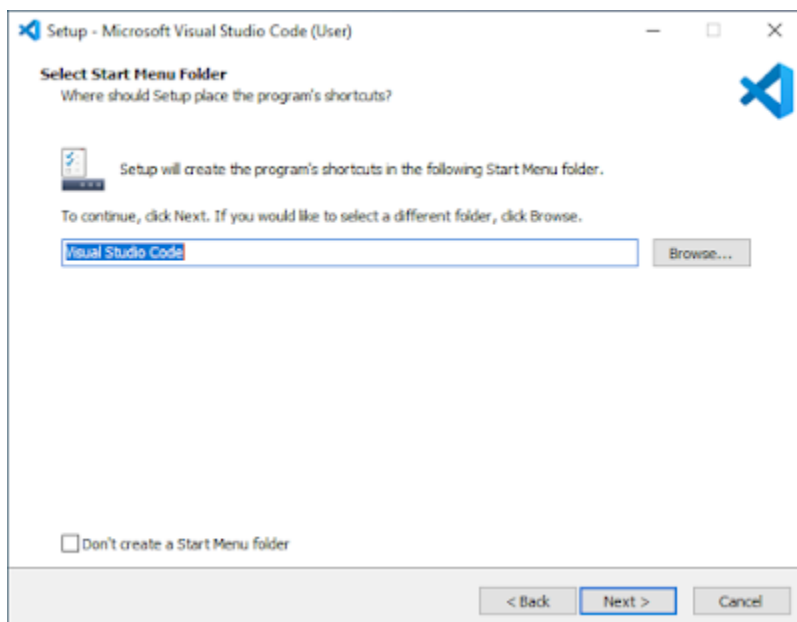 Setup - Microsoft Visual Studio Code (User)
Select Start Menu Folder
Where should Setup place the program's shortcuts?
Setup will create the program's shortcuts in the following Start Menu folder.
To continue, click Next. If you would like to select a different folder, click Browse.
Visual Studio Code
Browse...
Don't create a Start Menu folder
< Back
Next >
Cancel